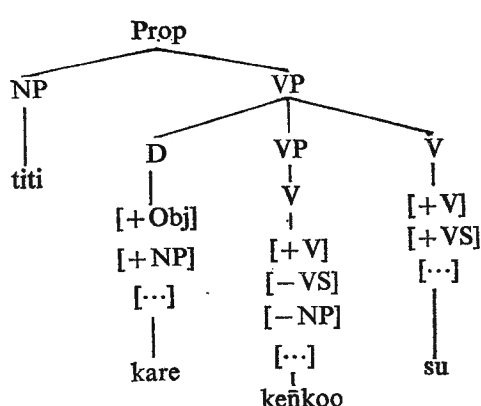 Prop
NP VP
D VP V
titi
V
[+Obj] [+V]
[+V] [+VS]
[+NP] [−VS] […]
[…] [−NP]
[…]
kare su
keñkoo